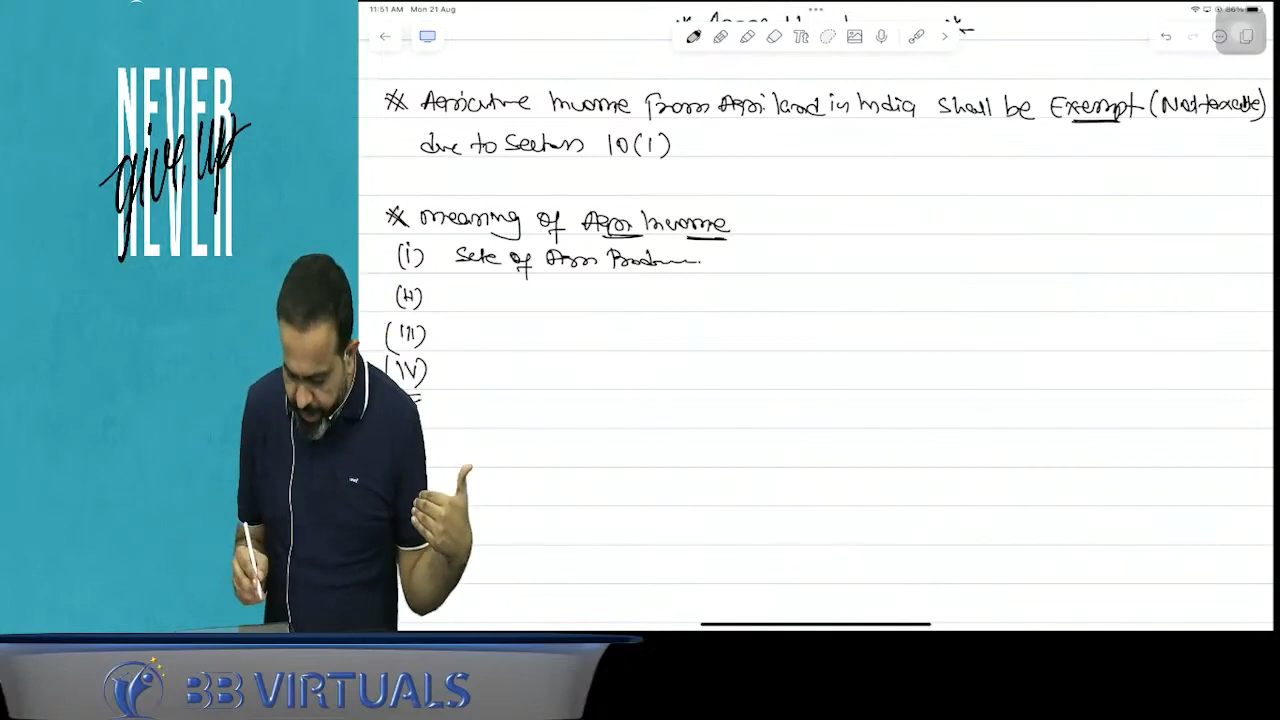 11:51 AM Mon 21 Aug
86%
NEVER
give up
NEVER
* Agriculture Income from Agri land in India shall be Exempt (Not taxable)
due to Section 10(1)
* meaning of Agri Income
(i) Sale of Agri Produce.
(ii)
(iii)
(iv)
BB VIRTUALS